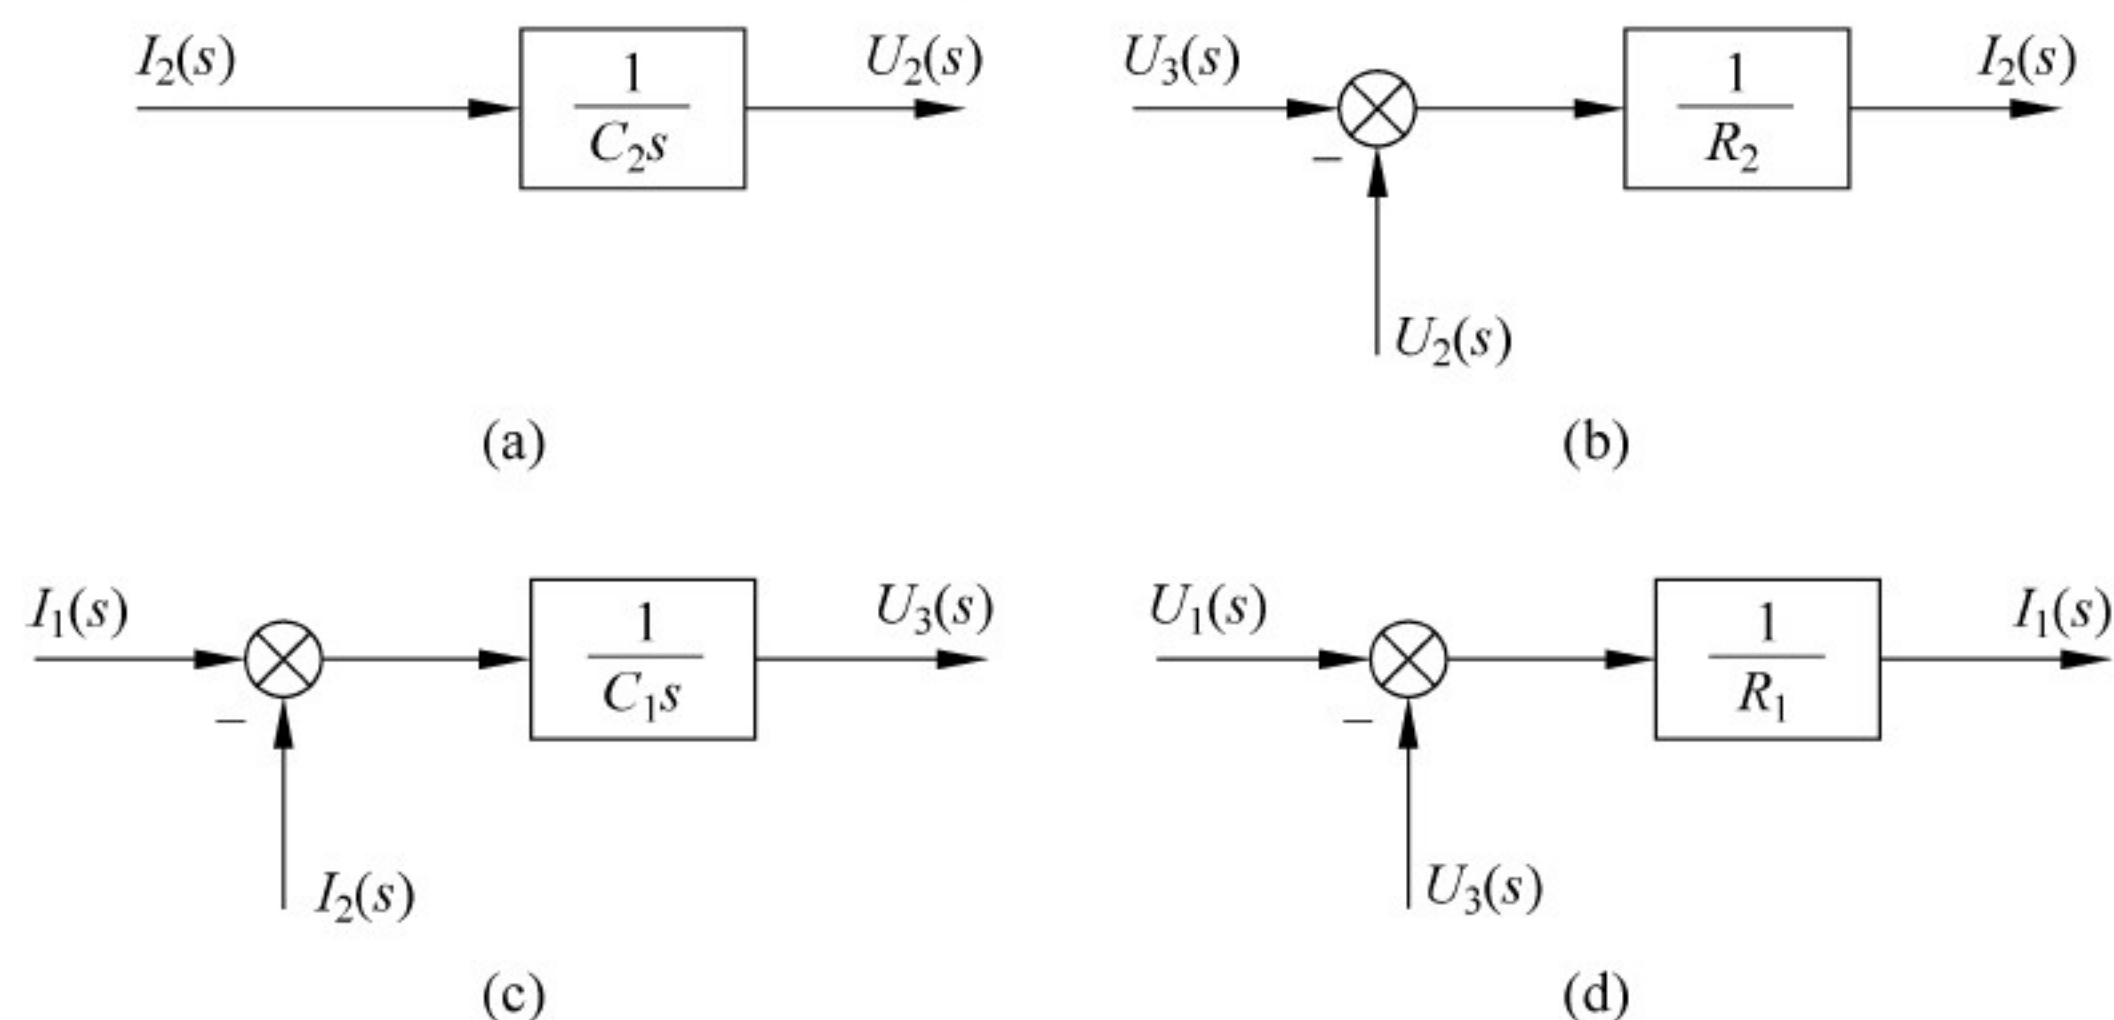 I₂(s) 1/C₂s U₂(s)
U₃(s) − 1/R₂ I₂(s)
U₂(s)
(a) (b)
I₁(s) − 1/C₁s U₃(s)
I₂(s)
U₁(s) − 1/R₁ I₁(s)
U₃(s)
(c) (d)